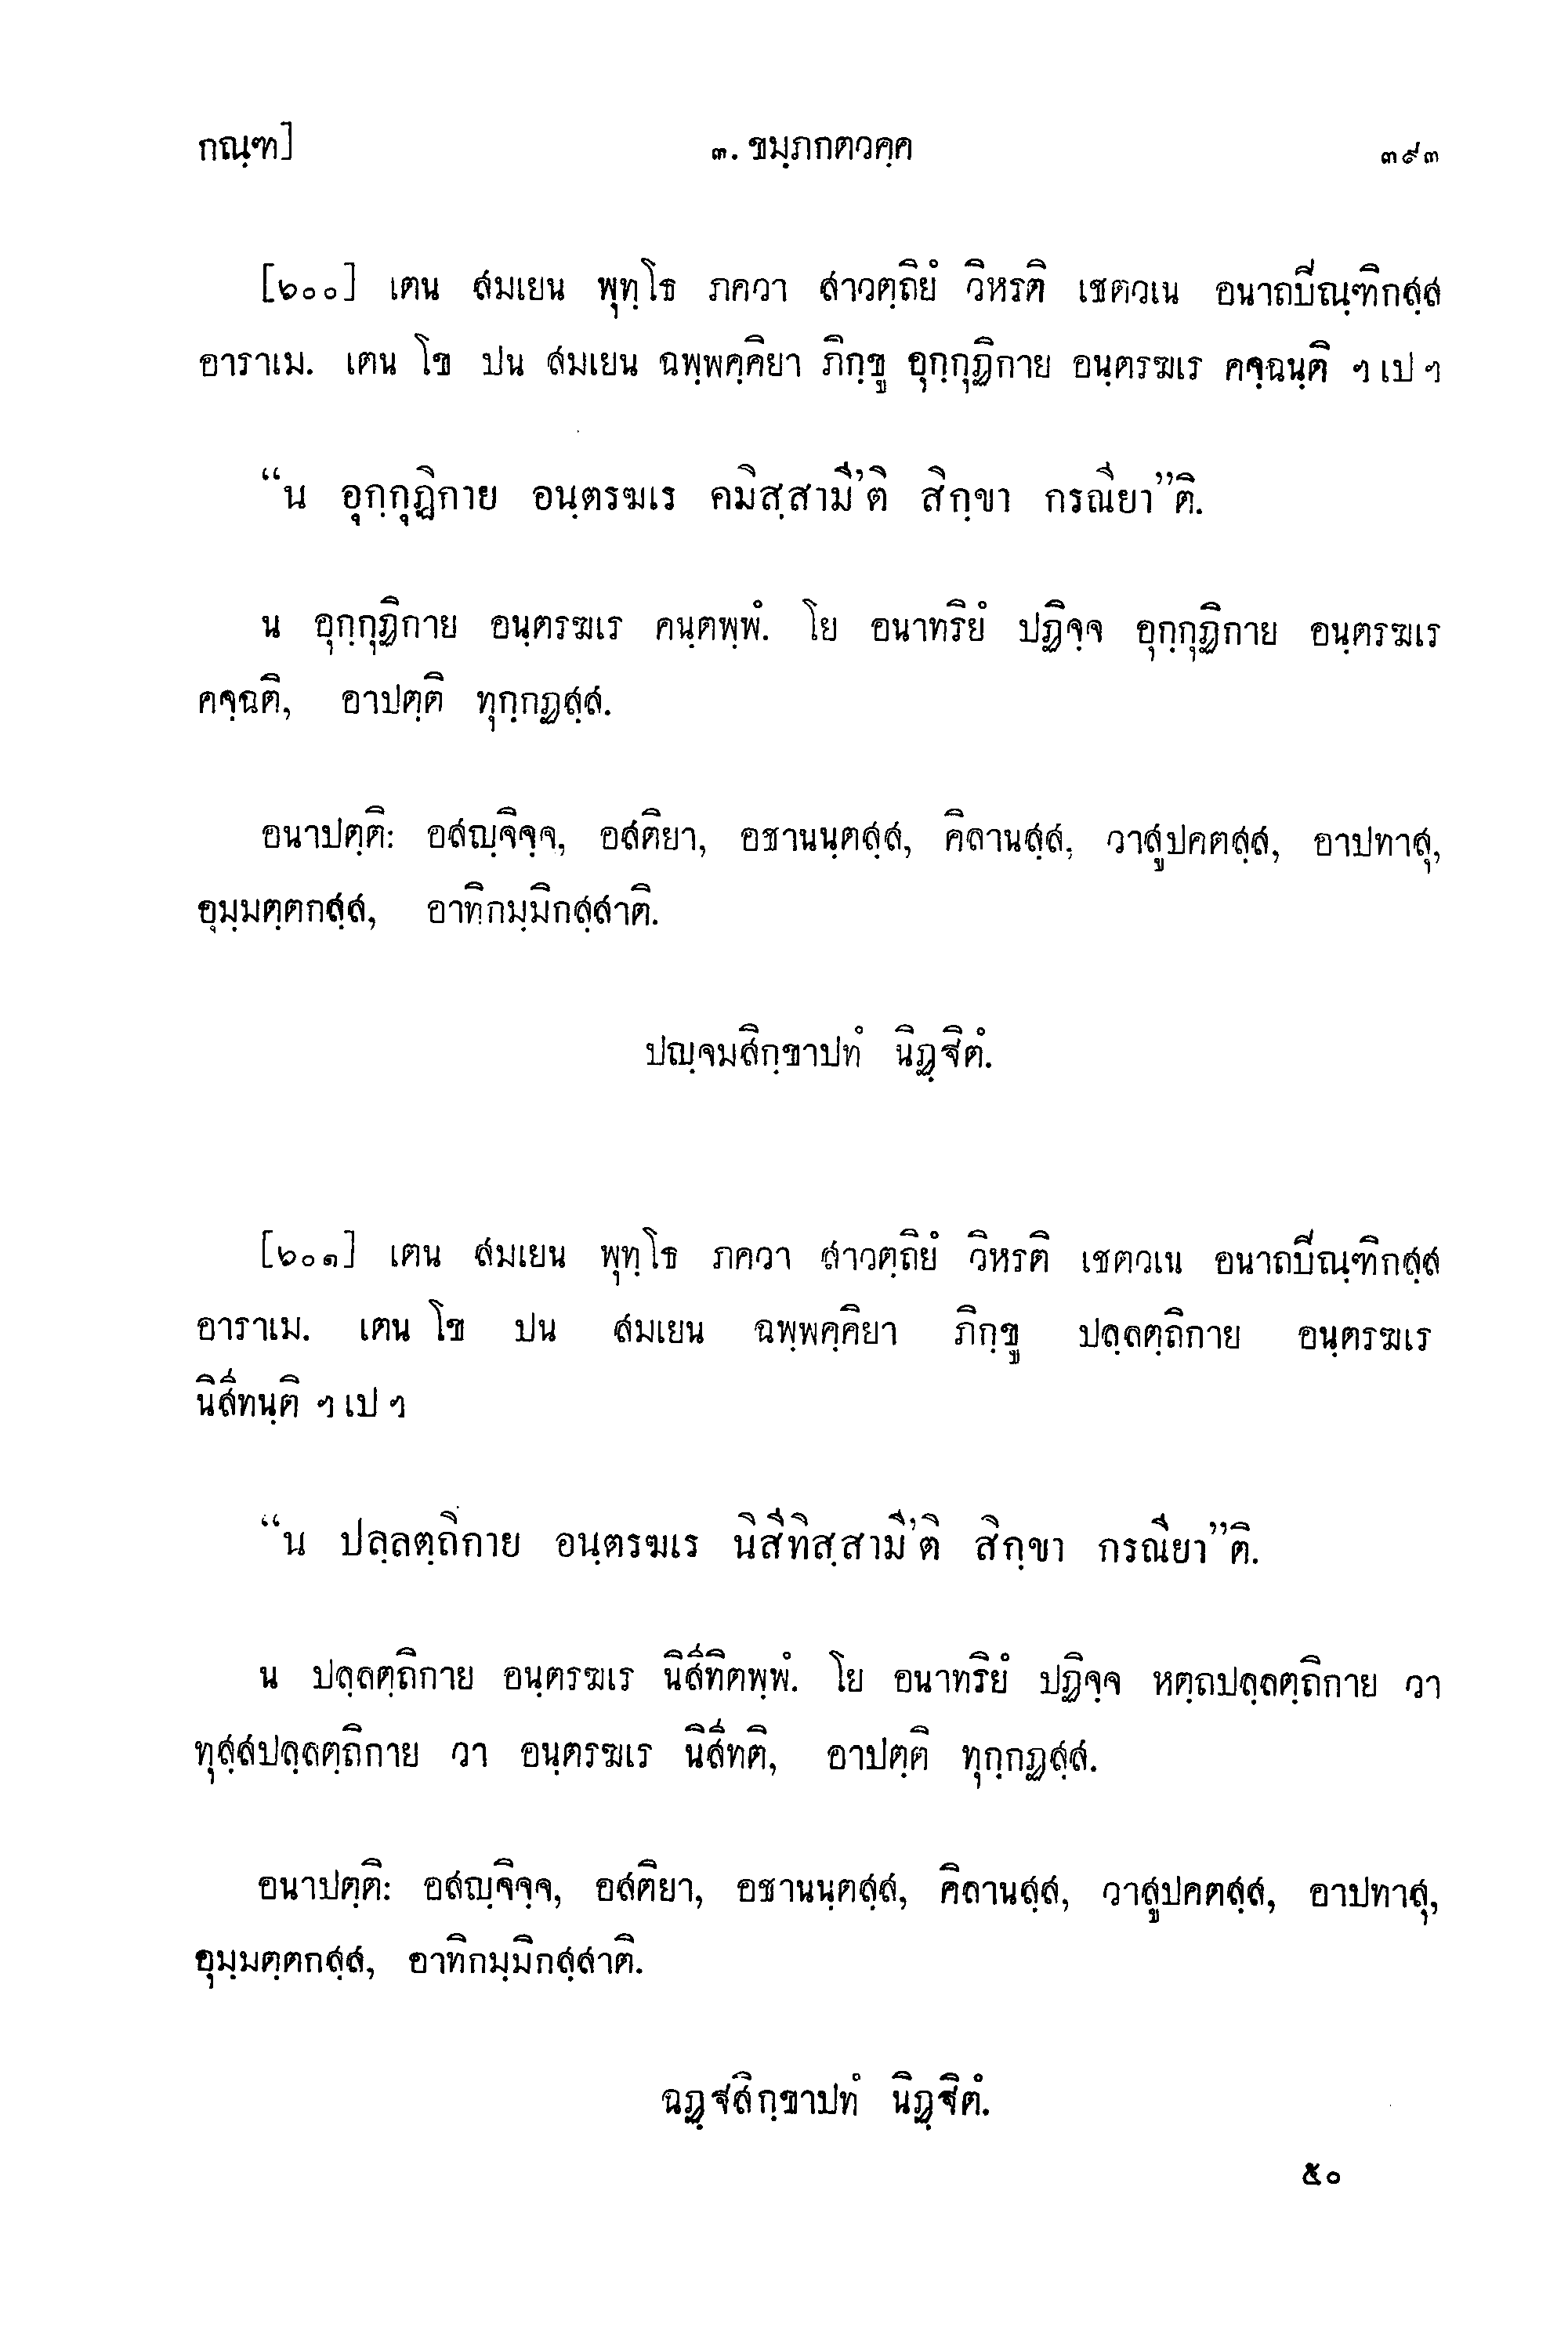 กณฺฑ] ๓. ขมฺภกตวคฺค ๓๙๓
[๖๐๐] เตน สมเยน พุทฺโธ ภควา สาวตฺถิยํ วิหรติ เชตวเน อนาถปีณฺฑิกสฺส
อาราเม. เตน โข ปน สมเยน ฉพฺพคฺคิยา ภิกฺขู อุกฺกุฏิกาย อนฺตรฆเร คจฺฉนฺติ ฯ เป ฯ
“น อุกฺกุฏิกาย อนฺตรฆเร คมิสฺสามี’ติ สิกฺขา กรณียา”ติ.
น อุกฺกุฏิกาย อนฺตรฆเร คนฺตพฺพํ. โย อนาทริยํ ปฏิจฺจ อุกฺกุฏิกาย อนฺตรฆเร
คจฺฉติ, อาปตฺติ ทุกฺกฏสฺส.
อนาปตฺติ: อสญฺจิจฺจ, อสติยา, อชานนฺตสฺส, คิลานสฺส, วาสูปคตสฺส, อาปทาสุ,
อุมฺมตฺตกสฺส, อาทิกมฺมิกสฺสาติ.
ปญฺจมสิกฺขาปทํ นิฏฺฐิตํ.
[๖๐๑] เตน สมเยน พุทฺโธ ภควา สาวตฺถิยํ วิหรติ เชตวเน อนาถปีณฺฑิกสฺส
อาราเม. เตน โข ปน สมเยน ฉพฺพคฺคิยา ภิกฺขู ปลฺลตฺถิกาย อนฺตรฆเร
นิสีทนฺติ ฯ เป ฯ
“น ปลฺลตฺถิกาย อนฺตรฆเร นิสีทิสฺสามี’ติ สิกฺขา กรณียา”ติ.
น ปลฺลตฺถิกาย อนฺตรฆเร นิสีทิตพฺพํ. โย อนาทริยํ ปฏิจฺจ หตฺถปลฺลตฺถิกาย วา
ทุสฺสปลฺลตฺถิกาย วา อนฺตรฆเร นิสีทติ, อาปตฺติ ทุกฺกฏสฺส.
อนาปตฺติ: อสญฺจิจฺจ, อสติยา, อชานนฺตสฺส, คิลานสฺส, วาสูปคตสฺส, อาปทาสุ,
อุมฺมตฺตกสฺส, อาทิกมฺมิกสฺสาติ.
ฉฏฺฐสิกฺขาปทํ นิฏฺฐิตํ.
๕๐